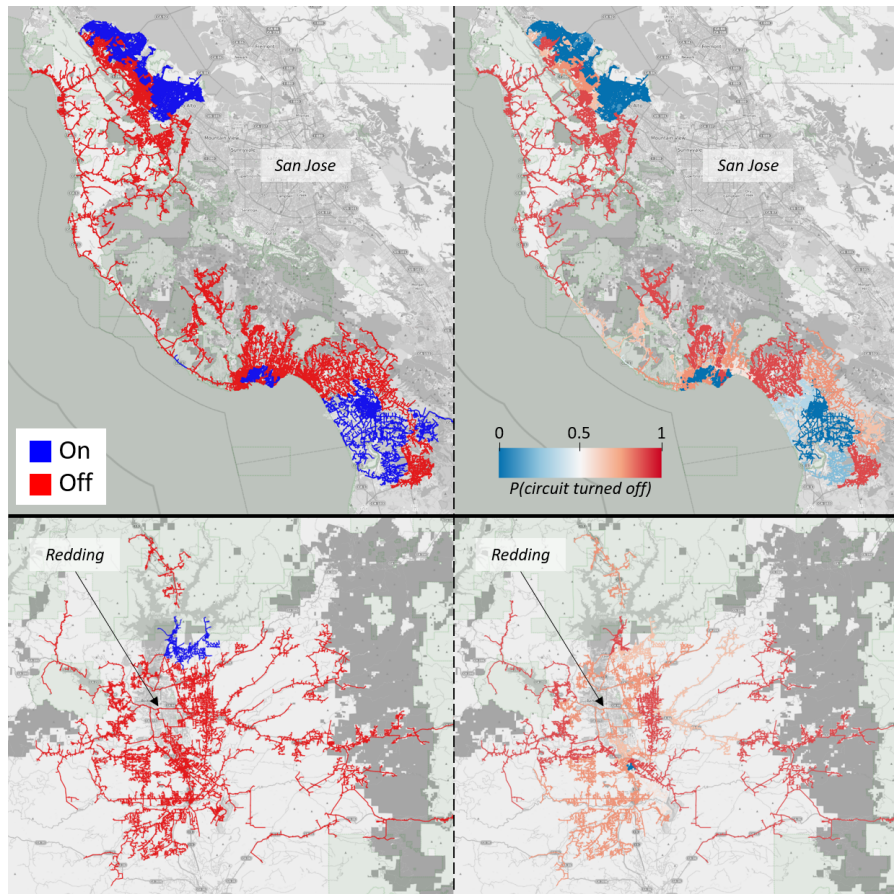 San Jose
San Jose
On
Off
0
0.5
1
P(circuit turned off)
Redding
Redding